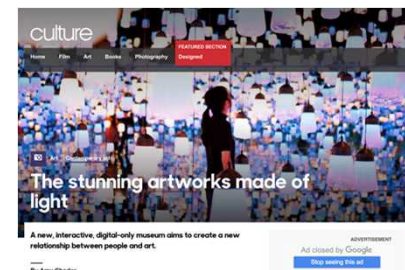 culture
FEATURED SECTION
Home Film Art Books Photography Designed
Art | Contemporary art
The stunning artworks made of
light
A new, interactive, digital-only museum aims to create a new
relationship between people and art.
ADVERTISEMENT
Ad closed by Google
Stop seeing this ad